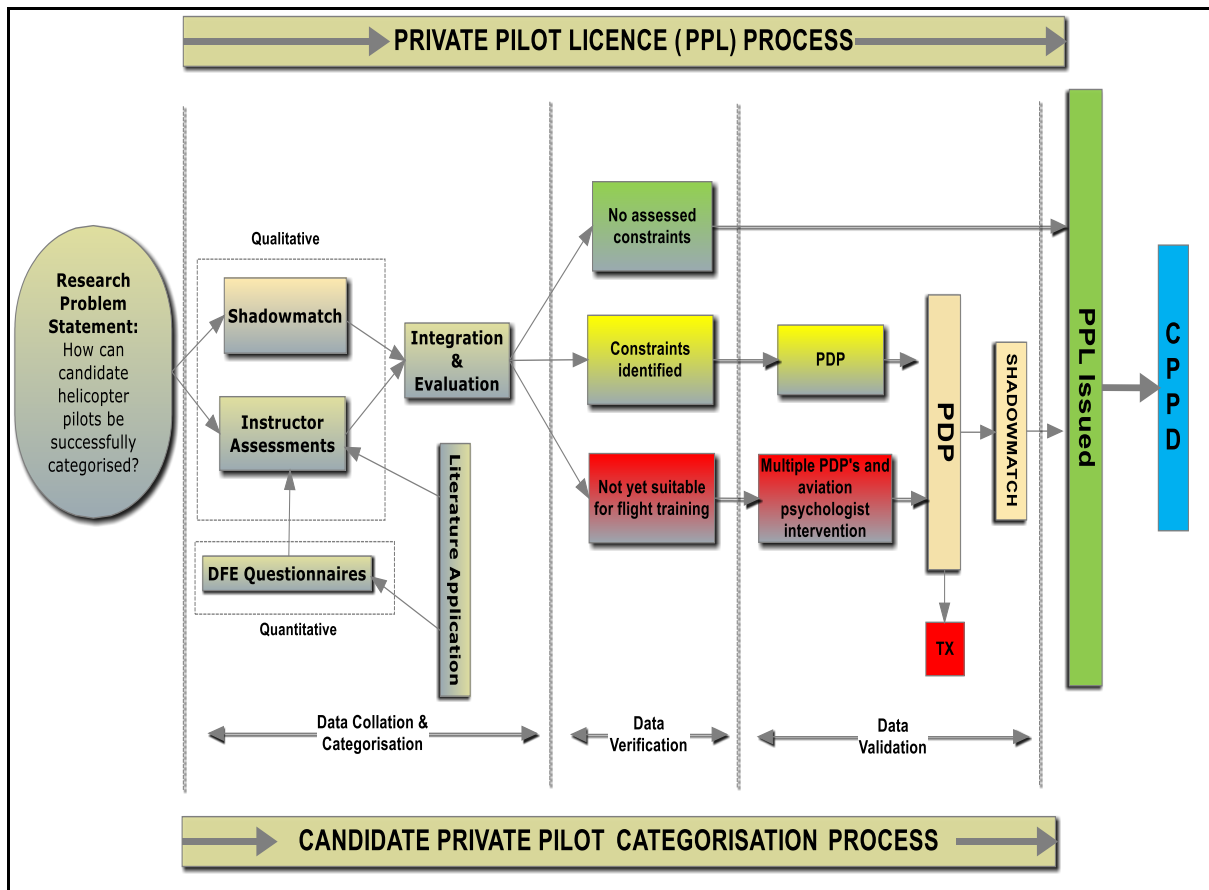 PRIVATE PILOT LICENCE (PPL) PROCESS
Research
Problem
Statement:
How can
candidate
helicopter
pilots be
successfully
categorised?
Qualitative
Shadowmatch
Instructor
Assessments
DFE Questionnaires
Quantitative
Literature Application
Integration
&
Evaluation
No assessed
constraints
Constraints
identified
Not yet suitable
for flight training
PDP
Multiple PDP's and
aviation
psychologist
intervention
PDP
TX
SHADOWMATCH
PPL Issued
C
P
P
D
Data Collation &
Categorisation
Data
Verification
Data
Validation
CANDIDATE PRIVATE PILOT CATEGORISATION PROCESS